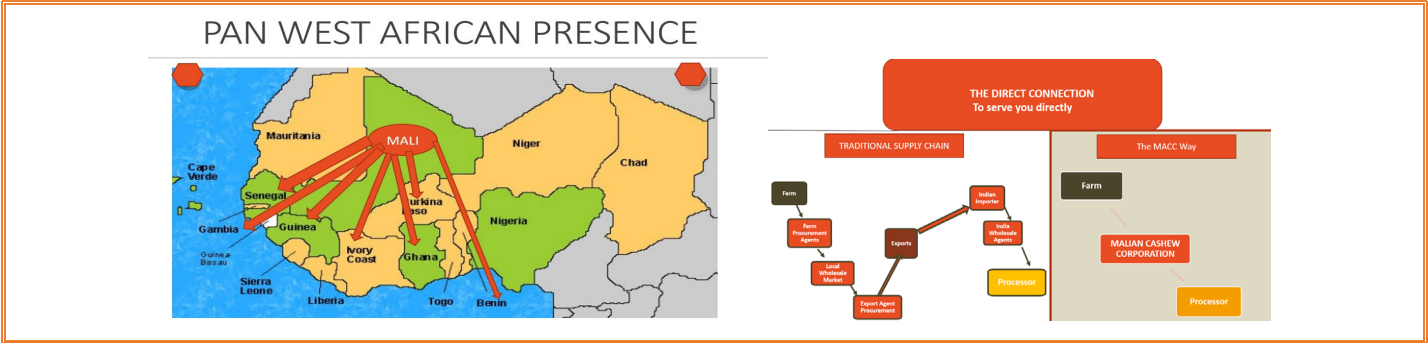 PAN WEST AFRICAN PRESENCE
Mauritania
MALI
Niger
Chad
Cape
Verde
Senegal
Gambia
Guinea-
Bissau
Guinea
Sierra
Leone
Liberia
Ivory
Coast
Ghana
Togo
Benin
Nigeria
THE DIRECT CONNECTION
To serve you directly
TRADITIONAL SUPPLY CHAIN
Farm
Farm
Procurement
Agents
Local
Wholesale
Market
Export Agent
Procurement
Exports
Indian
Importer
India
Wholesale
Agents
Processor
The MACC Way
Farm
MALIAN CASHEW
CORPORATION
Processor